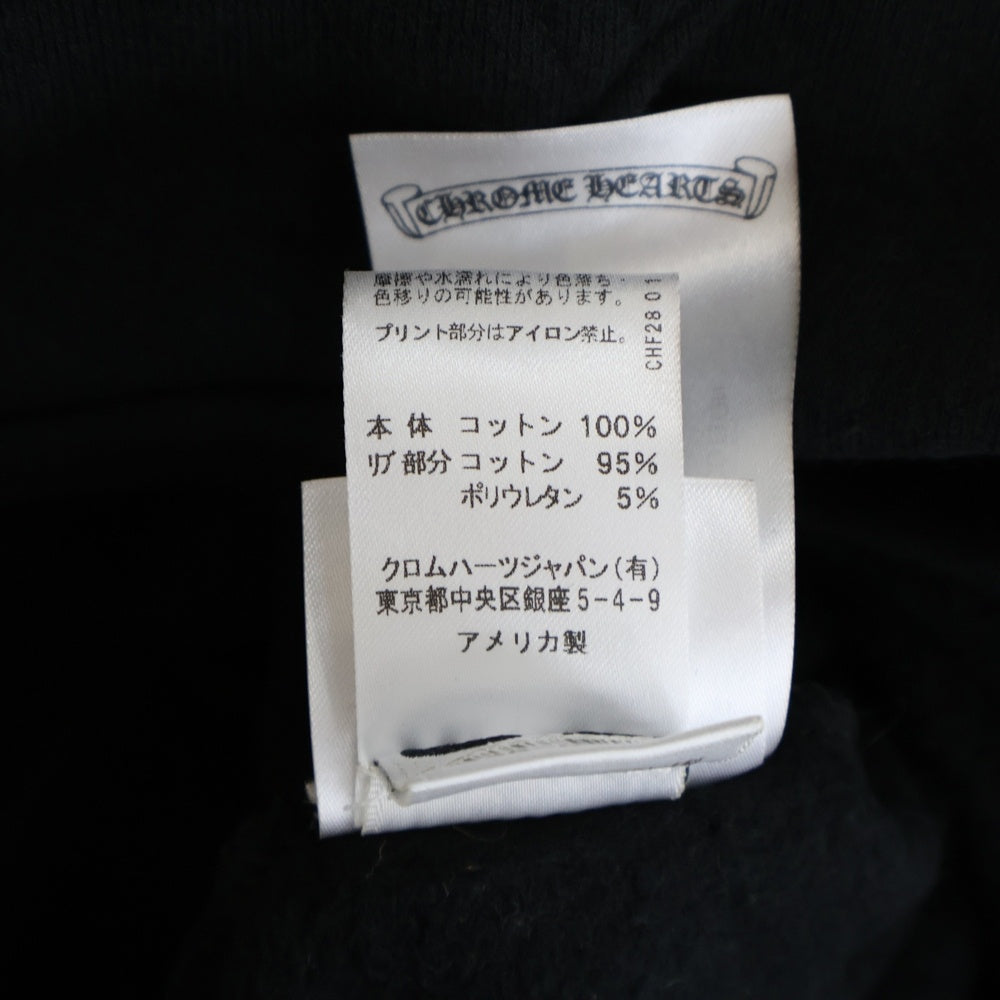 CHROME HEARTS
摩擦や水濡れにより色落ち・
色移りの可能性があります。
プリント部分はアイロン禁止。
CHF28 01
本 体 コットン 100%
リブ部分 コットン 95%
ポリウレタン 5%
クロムハーツジャパン(有)
東京都中央区銀座5-4-9
アメリカ製